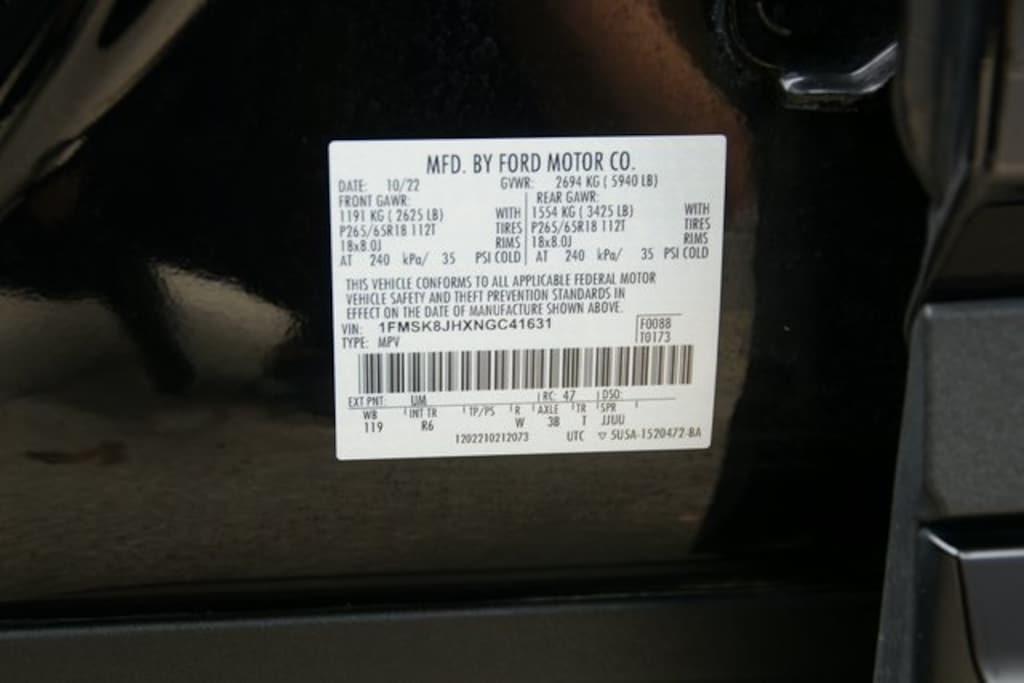 MFD. BY FORD MOTOR CO.
DATE: 10/22 GVWR: 2694 KG ( 5940 LB)
FRONT GAWR: REAR GAWR:
1191 KG ( 2625 LB) WITH 1554 KG ( 3425 LB) WITH
P265/65R18 112T TIRES P265/65R18 112T TIRES
18x8.0J RIMS 18x8.0J RIMS
AT 240 kPa/ 35 PSI COLD AT 240 kPa/ 35 PSI COLD
THIS VEHICLE CONFORMS TO ALL APPLICABLE FEDERAL MOTOR
VEHICLE SAFETY AND THEFT PREVENTION STANDARDS IN
EFFECT ON THE DATE OF MANUFACTURE SHOWN ABOVE.
VIN: 1FMSK8JHXNGC41631 F0088
TYPE: MPV T0173
EXT PNT: UM RC: 47 DSO:
WB INT TR TP/PS R AXLE TR SPR
119 R6 W 3B T JJUU
1202210212073 UTC ▽ 5USA-1520472-BA